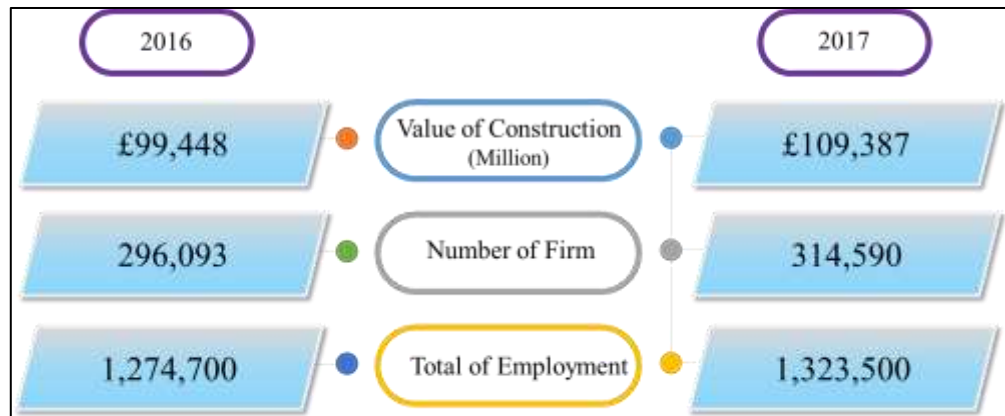 2016
2017
£99,448
Value of Construction
(Million)
£109,387
296,093
Number of Firm
314,590
1,274,700
Total of Employment
1,323,500